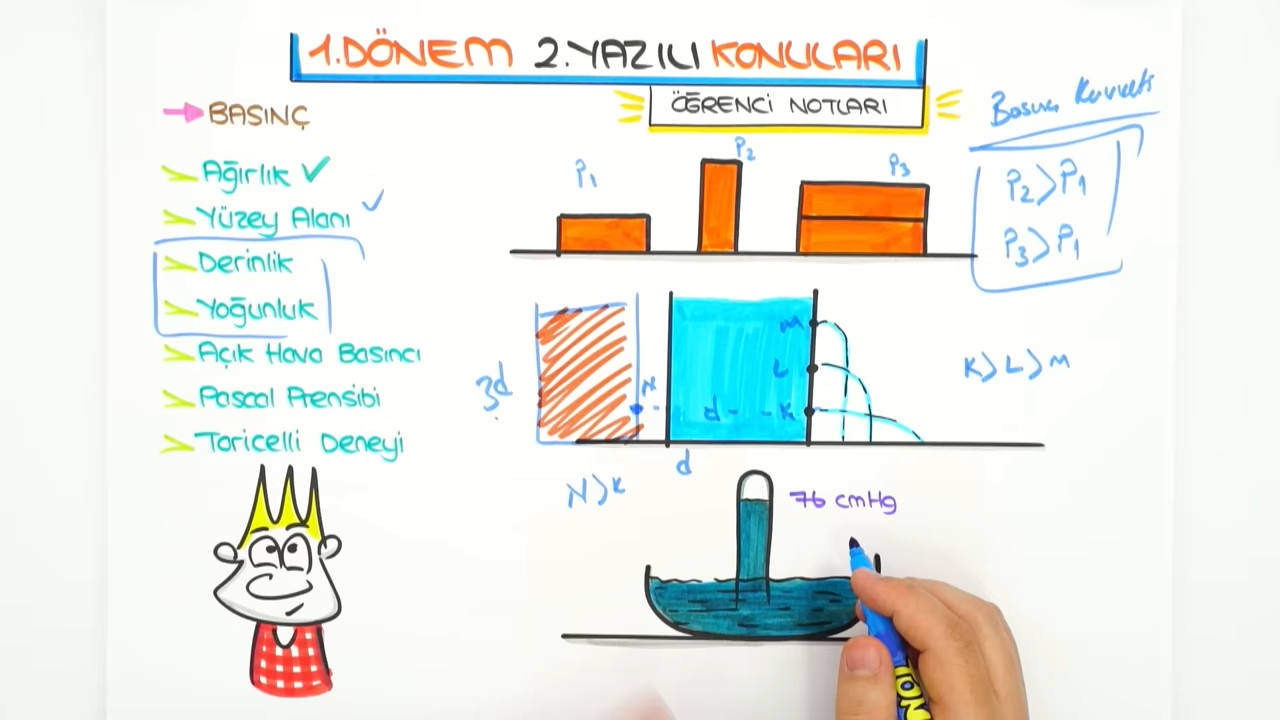 1.DÖNEM 2.YAZILI KONULARI
ÖĞRENCİ NOTLARI
BASINÇ
Ağırlık
Yüzey Alanı
Derinlik
Yoğunluk
Açık Hava Basıncı
Pascal Prensibi
Toricelli Deneyi
P1
P2
P3
Basınç Kuvveti
P2>P1
P3>P1
3d
N
M
L
d
K
K>L>M
d
N>K
76 cmHg